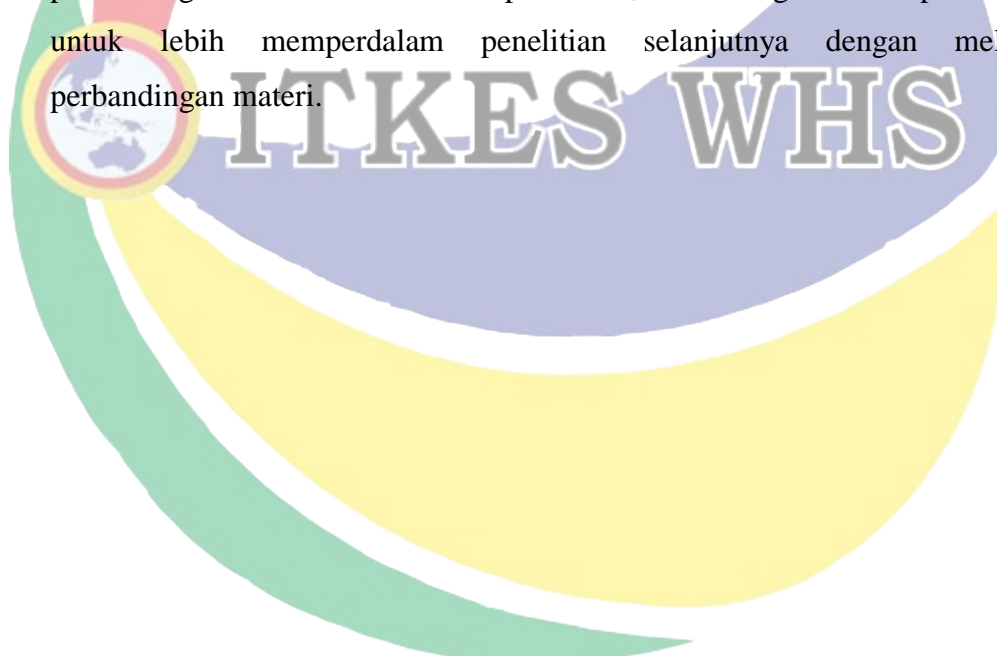 untuk lebih memperdalam penelitian selanjutnya dengan
perbandingan materi.
ITKES WHS